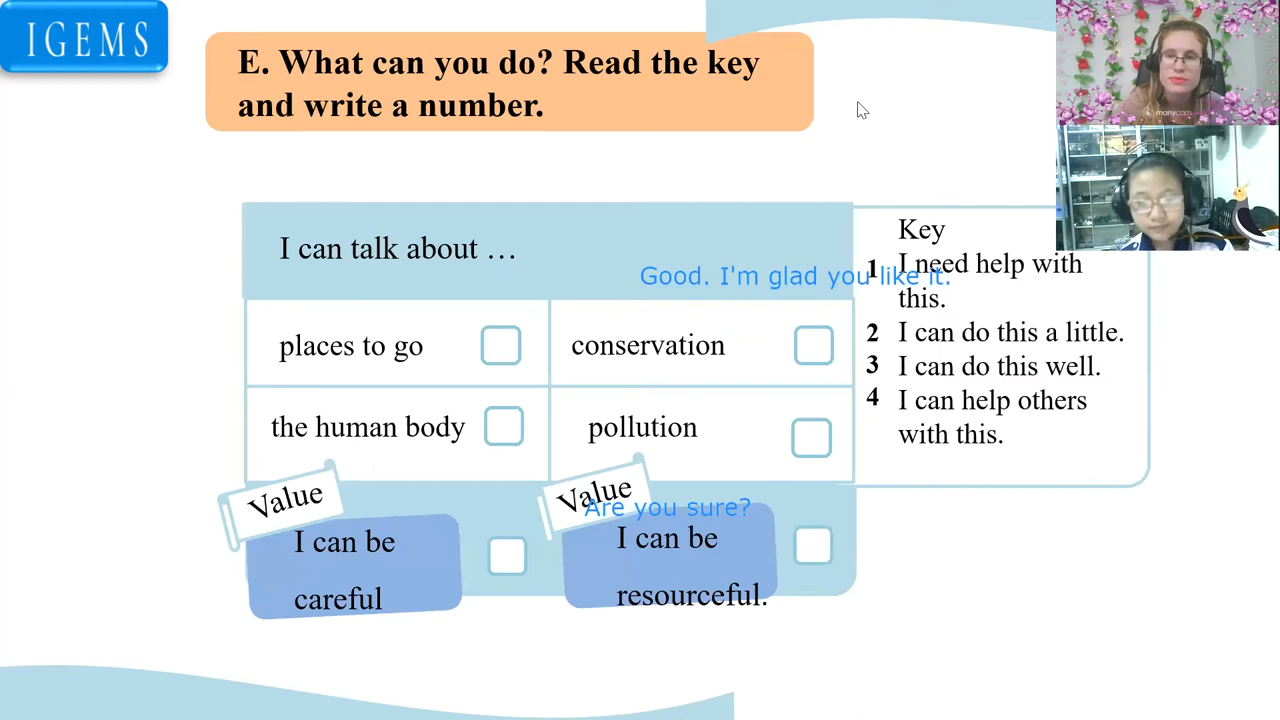 IGEMS
E. What can you do? Read the key
and write a number.
manycam
I can talk about …
Good. I'm glad you like it.
Key
1 I need help with
this.
2 I can do this a little.
3 I can do this well.
4 I can help others
with this.
places to go
conservation
the human body
pollution
Value
I can be
careful
Value
Are you sure?
I can be
resourceful.